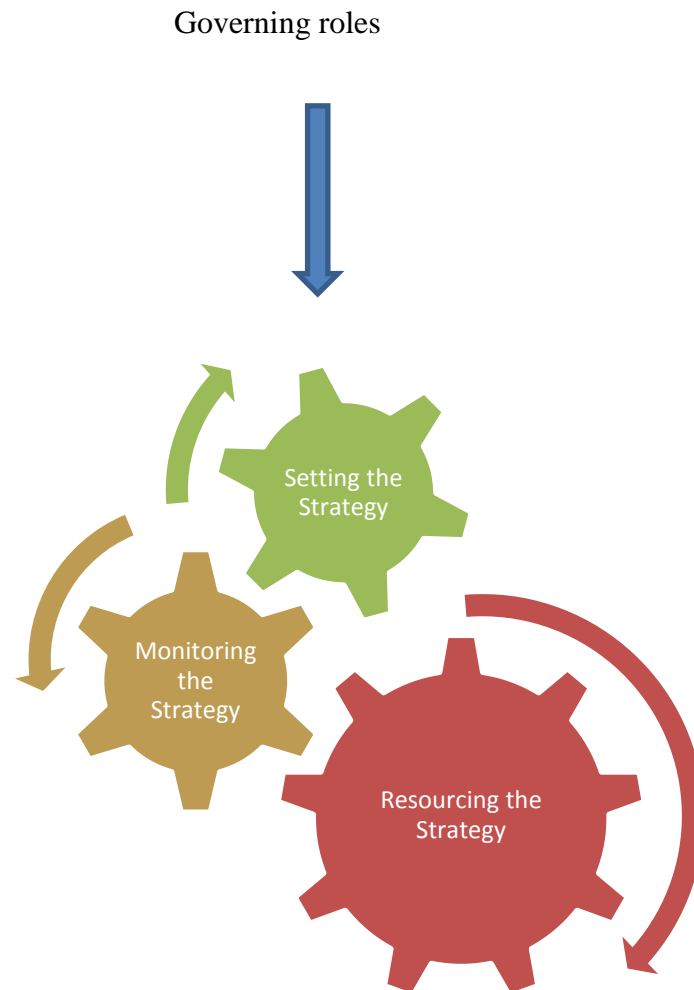 Governing roles
Setting the
Strategy
Monitoring
the
Strategy
Resourcing the
Strategy